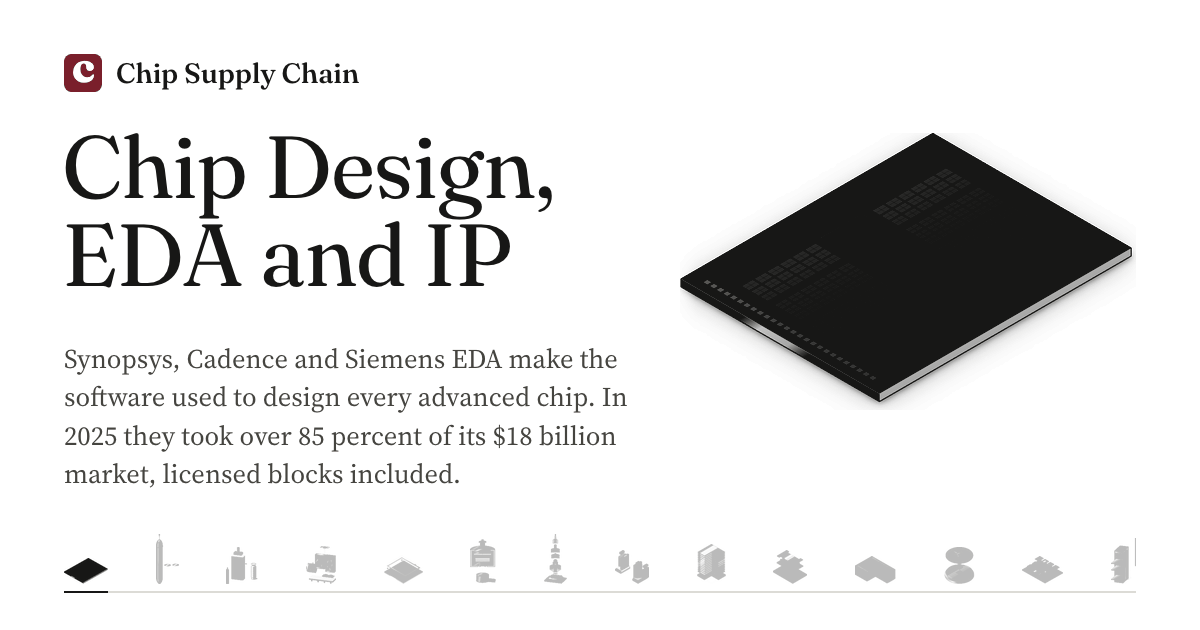 Chip Supply Chain
Chip Design,
EDA and IP
Synopsys, Cadence and Siemens EDA make the
software used to design every advanced chip. In
2025 they took over 85 percent of its $18 billion
market, licensed blocks included.